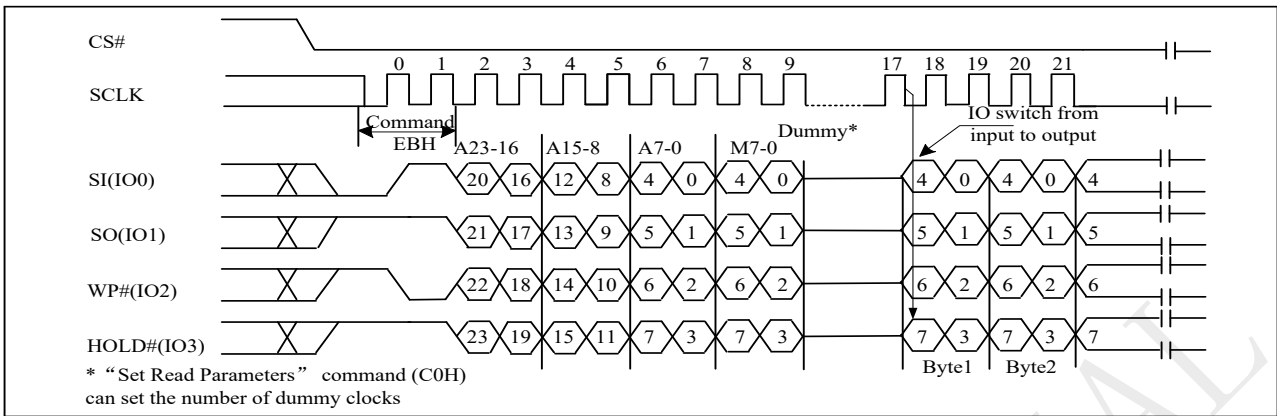 CS#
0 1 2 3 4 5 6 7 8 9 17 18 19 20 21
SCLK
Command
EBH
IO switch from
input to output
Dummy*
A23-16 A15-8 A7-0 M7-0
SI(IO0) 20 16 12 8 4 0 4 0 4 0 4 0 4
SO(IO1) 21 17 13 9 5 1 5 1 5 1 5 1 5
WP#(IO2) 22 18 14 10 6 2 6 2 6 2 6 2 6
HOLD#(IO3) 23 19 15 11 7 3 7 3 7 3 7 3 7
Byte1 Byte2
* “Set Read Parameters” command (C0H)
can set the number of dummy clocks